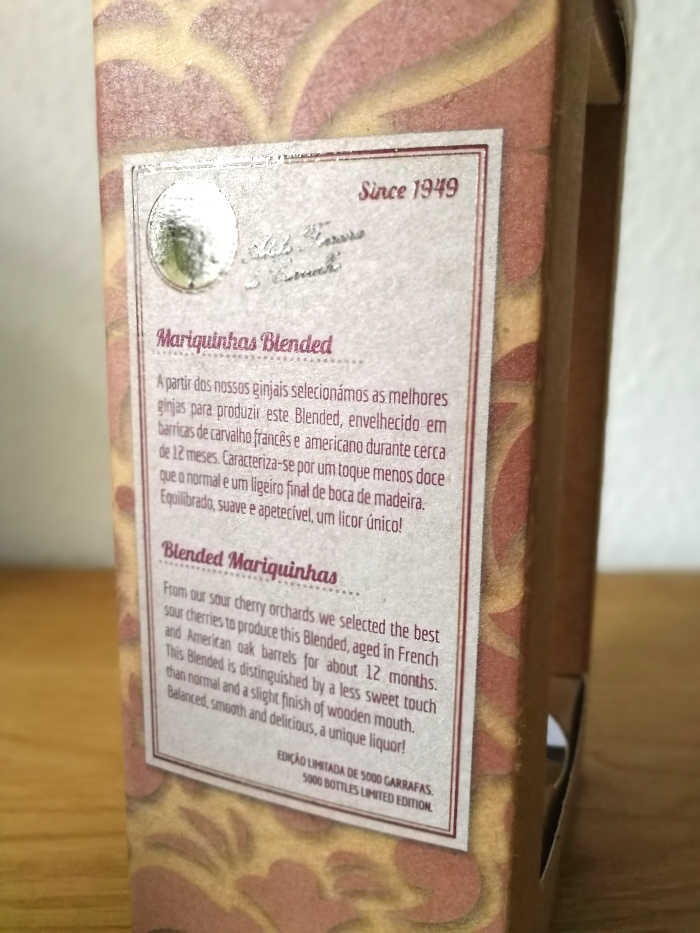 Since 1949
Mariquinhas Blended
A partir dos nossos ginjais selecionámos as melhores
ginjas para produzir este Blended, envelhecido em
barricas de carvalho francês e americano durante cerca
de 12 meses. Caracteriza-se por um toque menos doce
que o normal e um ligeiro final de boca de madeira.
Equilibrado, suave e apetecível, um licor único!
Blended Mariquinhas
From our sour cherry orchards we selected the best
sour cherries to produce this Blended, aged in French
and American oak barrels for about 12 months.
This Blended is distinguished by a less sweet touch
than normal and a slight finish of wooden mouth.
Balanced, smooth and delicious, a unique liquor!
EDIÇÃO LIMITADA DE 5000 GARRAFAS.
5000 BOTTLES LIMITED EDITION.